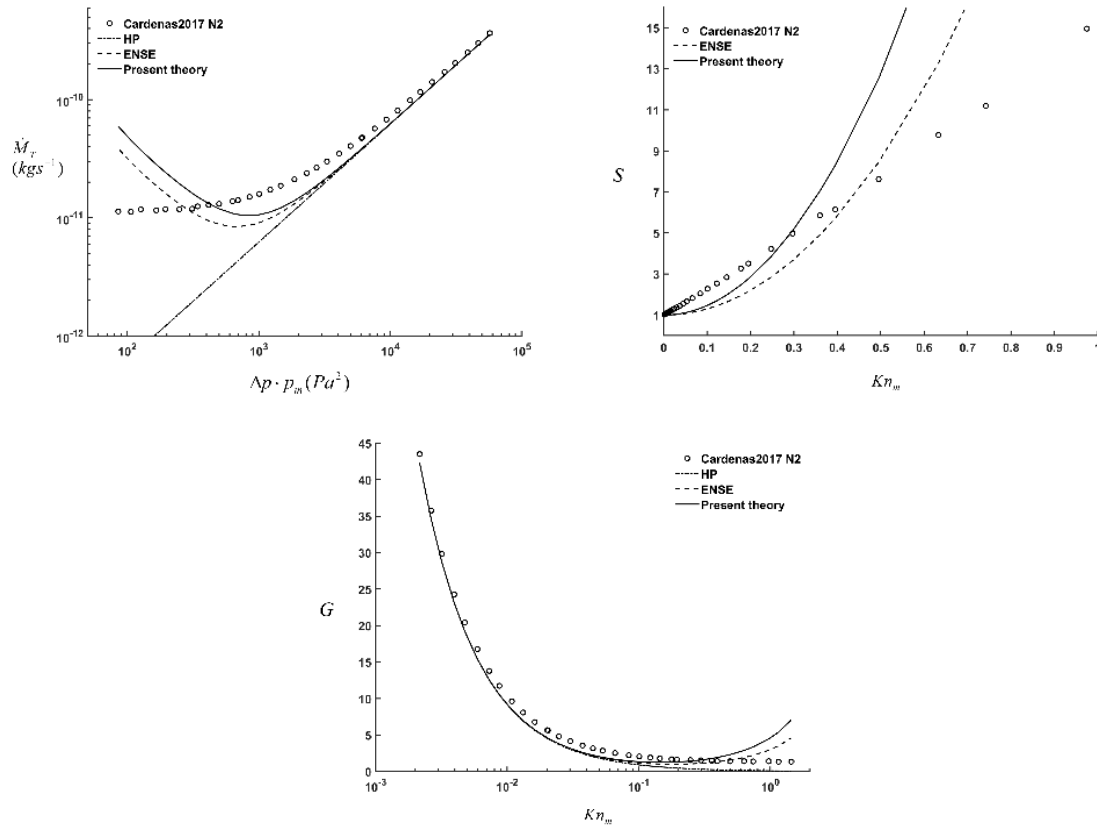 Cardenas2017 N2
HP
ENSE
Present theory
10⁻¹⁰
10⁻¹¹
10⁻¹²
Ṁ_T
(kgs⁻¹)
10² 10³ 10⁴ 10⁵
Δp · p_in (Pa²)
Cardenas2017 N2
ENSE
Present theory
15
13
11
9
7
5
3
1
S
0 0.1 0.2 0.3 0.4 0.5 0.6 0.7 0.8 0.9 1
Kn_m
Cardenas2017 N2
HP
ENSE
Present theory
45
40
35
30
25
20
15
10
5
0
G
10⁻³ 10⁻² 10⁻¹ 10⁰
Kn_m